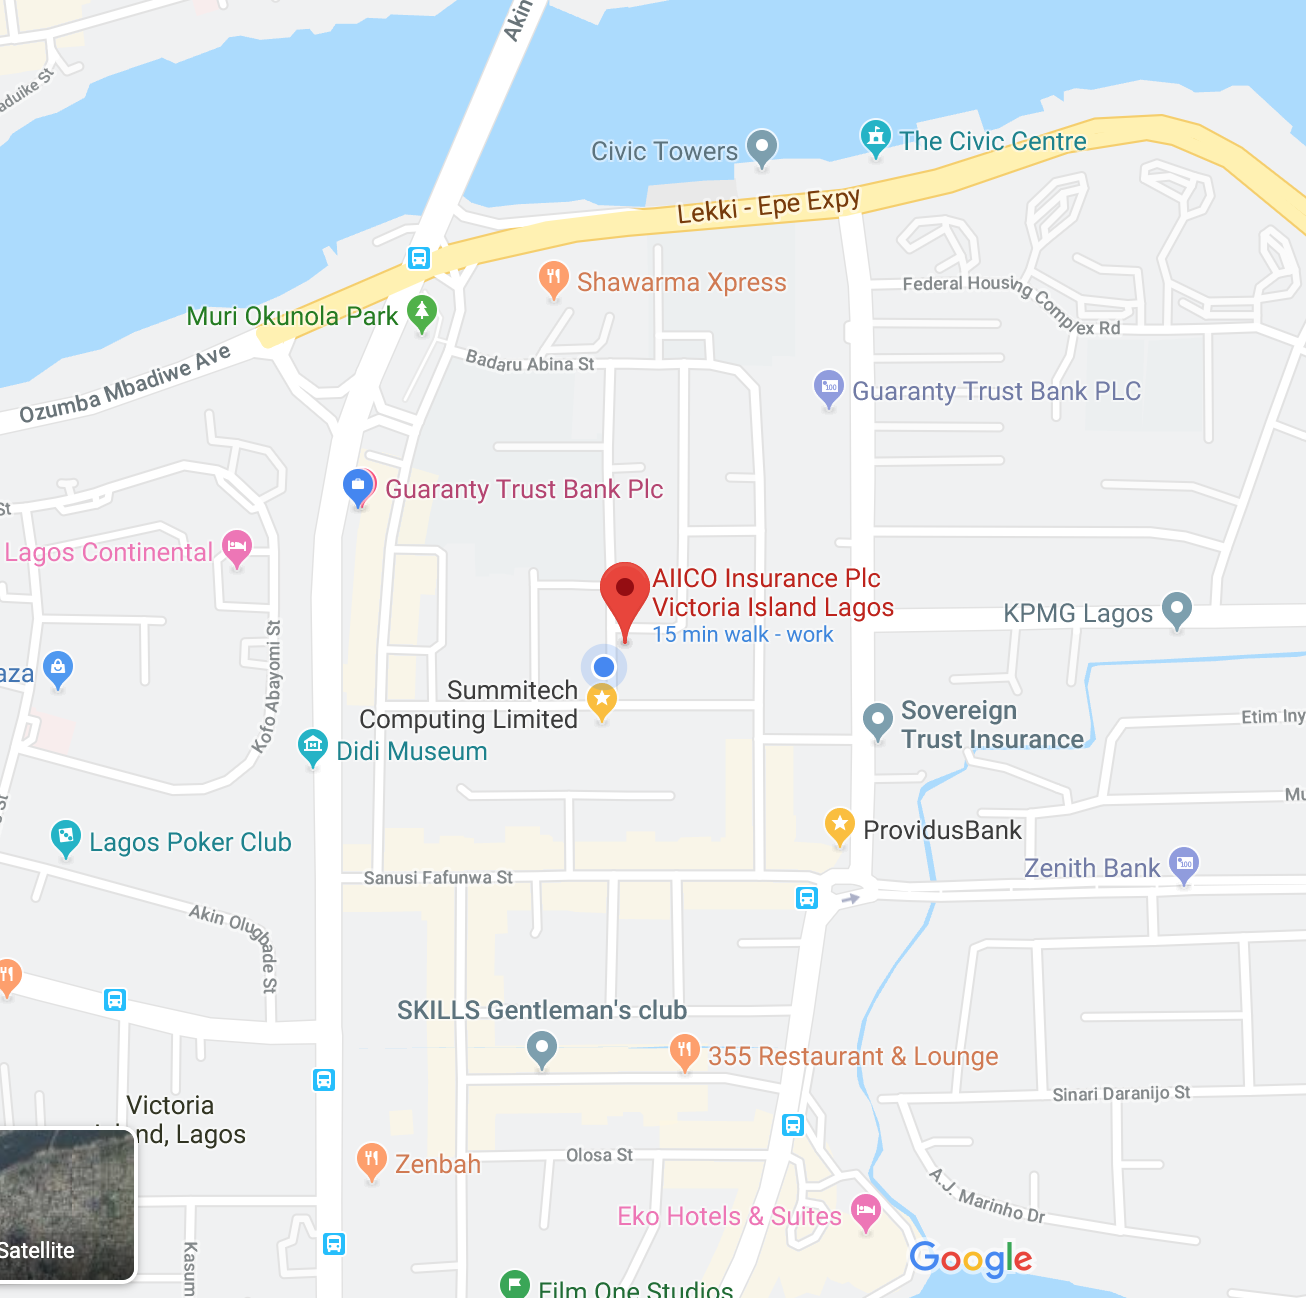 Akin
aduike St
Civic Towers
The Civic Centre
Lekki - Epe Expy
Shawarma Xpress
Federal Housing Complex Rd
Muri Okunola Park
Badaru Abina St
Ozumba Mbadiwe Ave
Guaranty Trust Bank PLC
Guaranty Trust Bank Plc
St
Lagos Continental
AIICO Insurance Plc
Victoria Island Lagos
15 min walk - work
KPMG Lagos
aza
Kofo Abayomi St
Summitech
Computing Limited
Sovereign
Trust Insurance
Etim Iny
Didi Museum
Mu
s St
Lagos Poker Club
ProvidusBank
Zenith Bank
Sanusi Fafunwa St
Akin Olugbade St
SKILLS Gentleman's club
355 Restaurant & Lounge
Sinari Daranijo St
Victoria
nd, Lagos
Olosa St
Zenbah
A.J. Marinho Dr
Eko Hotels & Suites
Satellite
Kasum
Google
Film One Studios